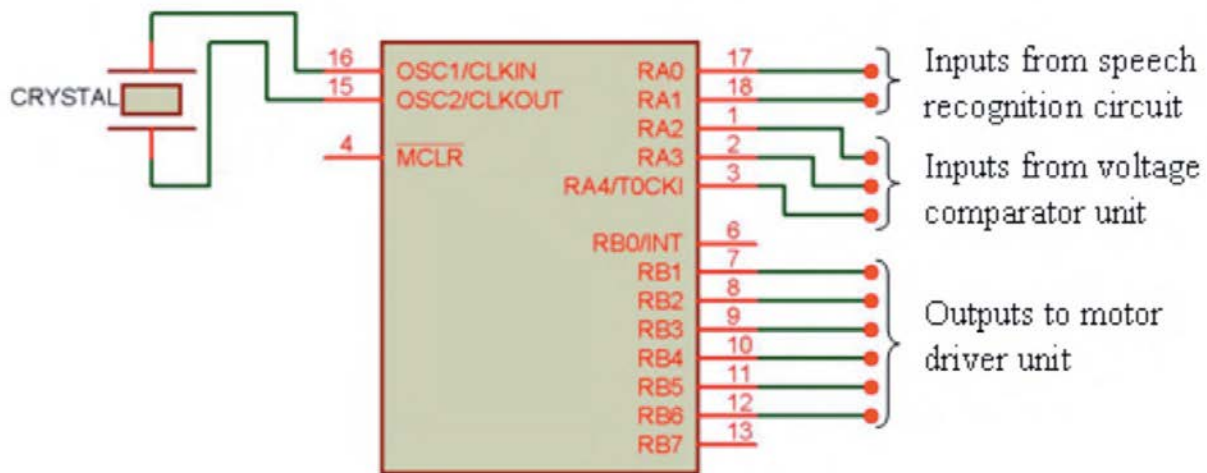 CRYSTAL
16
15
4
OSC1/CLKIN
OSC2/CLKOUT
MCLR
RA0
RA1
RA2
RA3
RA4/T0CKI
RB0/INT
RB1
RB2
RB3
RB4
RB5
RB6
RB7
17
18
1
2
3
6
7
8
9
10
11
12
13
Inputs from speech
recognition circuit
Inputs from voltage
comparator unit
Outputs to motor
driver unit